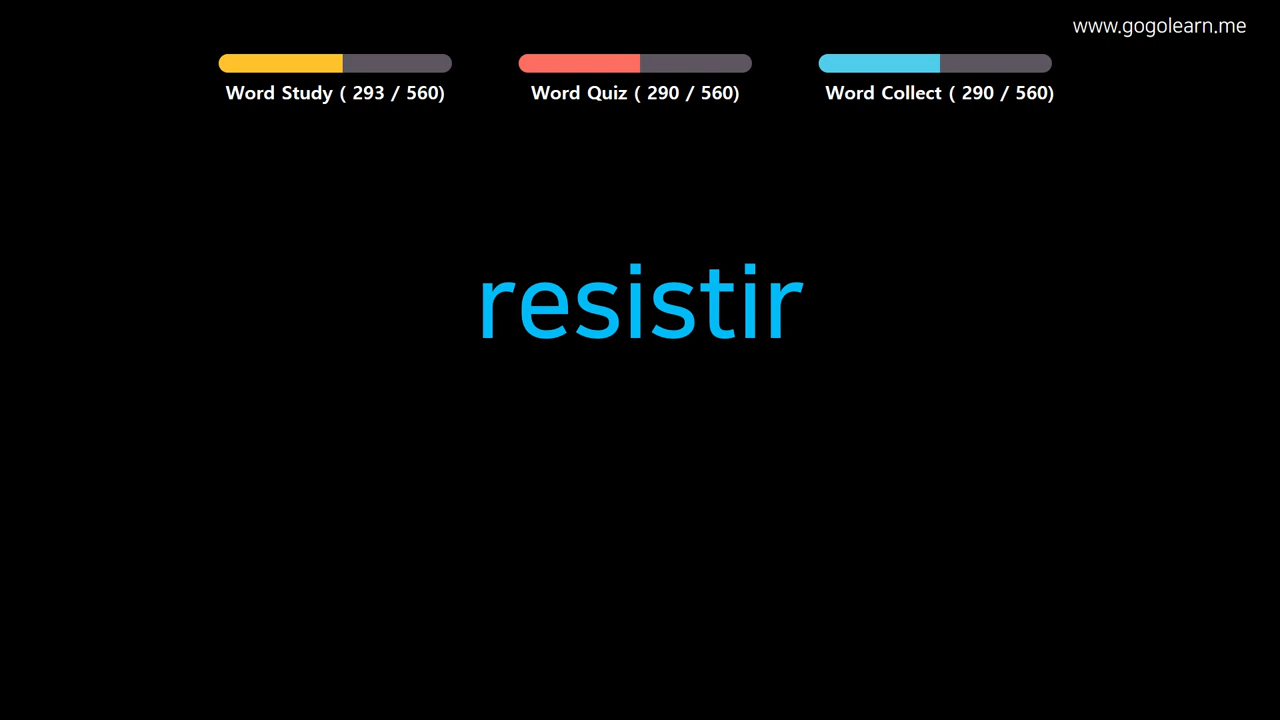 www.gogolearn.me
Word Study ( 293 / 560)
Word Quiz ( 290 / 560)
Word Collect ( 290 / 560)
resistir